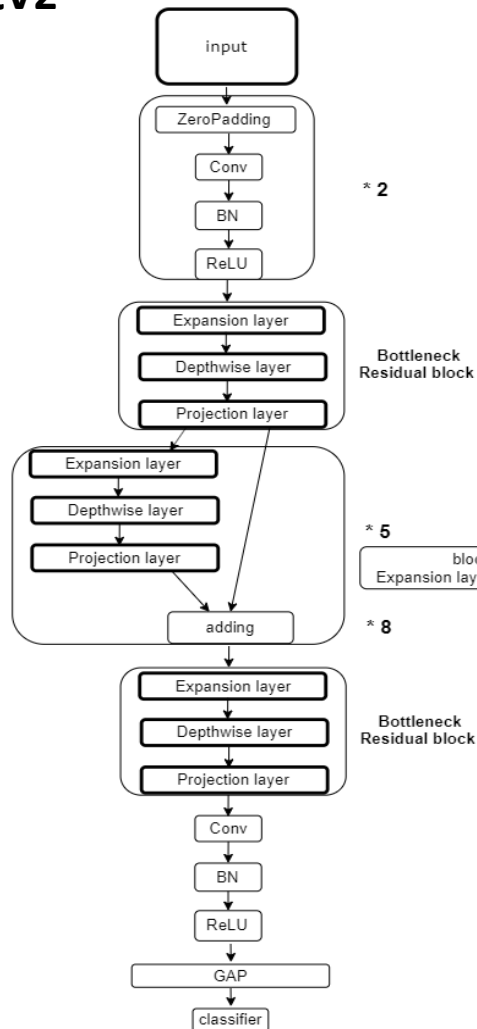 input
ZeroPadding
Conv
* 2
BN
ReLU
Expansion layer
Depthwise layer
Bottleneck
Residual block
Projection layer
Expansion layer
Depthwise layer
* 5
Projection layer
Expansion
* 8
adding
Expansion layer
Depthwise layer
Bottleneck
Residual block
Projection layer
Conv
BN
ReLU
GAP
classifier